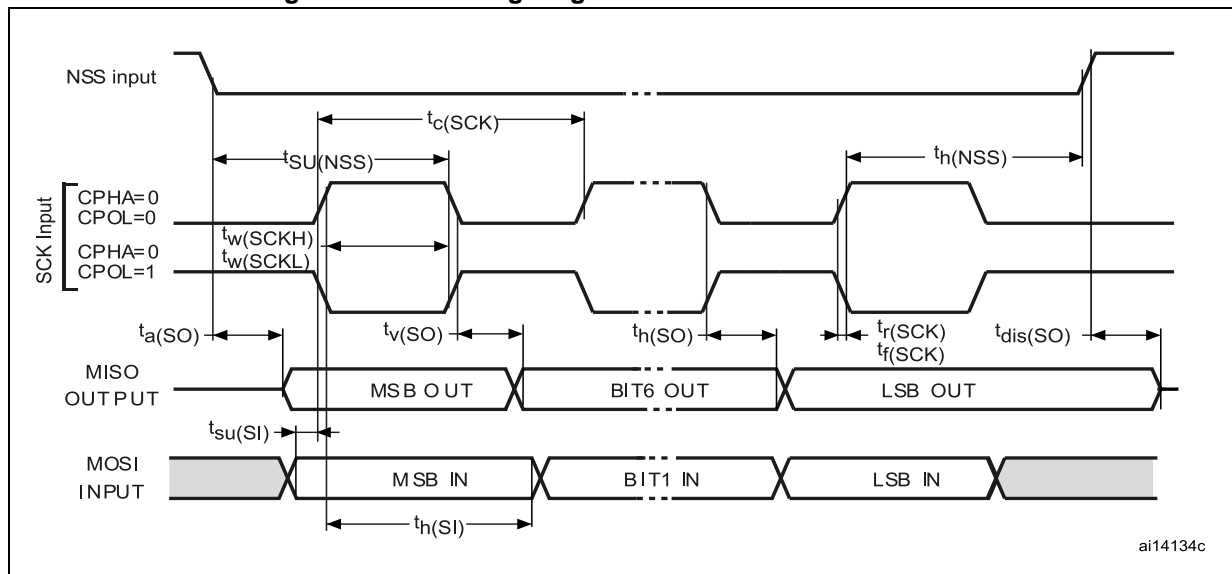 NSS input
tc(SCK)
tSU(NSS)
th(NSS)
SCK Input
CPHA=0
CPOL=0
tw(SCKH)
CPHA=0
tw(SCKL)
CPOL=1
ta(SO)
tv(SO)
th(SO)
tr(SCK)
tf(SCK)
tdis(SO)
MISO
OUTPUT
MSB OUT
BIT6 OUT
LSB OUT
tsu(SI)
MOSI
INPUT
MSB IN
BIT1 IN
LSB IN
th(SI)
ai14134c